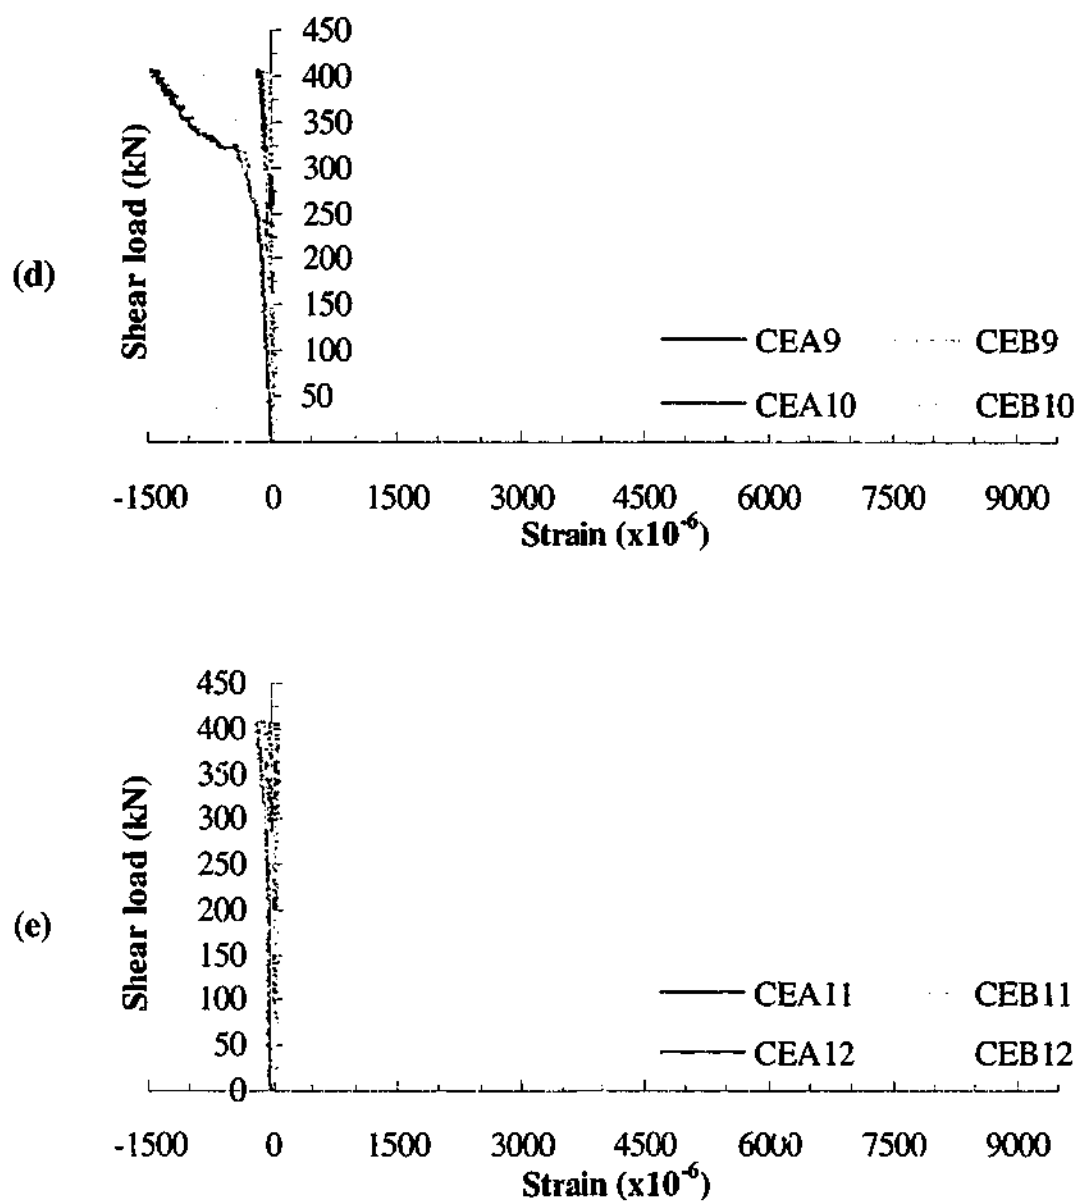 450
400
350
300
250
200
150
100
50
Shear load (kN)
(d)
CEA9
CEB9
CEA10
CEB10
-1500 0 1500 3000 4500 6000 7500 9000
Strain (x10⁻⁶)
450
400
350
300
250
200
150
100
50
0
Shear load (kN)
(e)
CEA11
CEB11
CEA12
CEB12
-1500 0 1500 3000 4500 6000 7500 9000
Strain (x10⁻⁶)